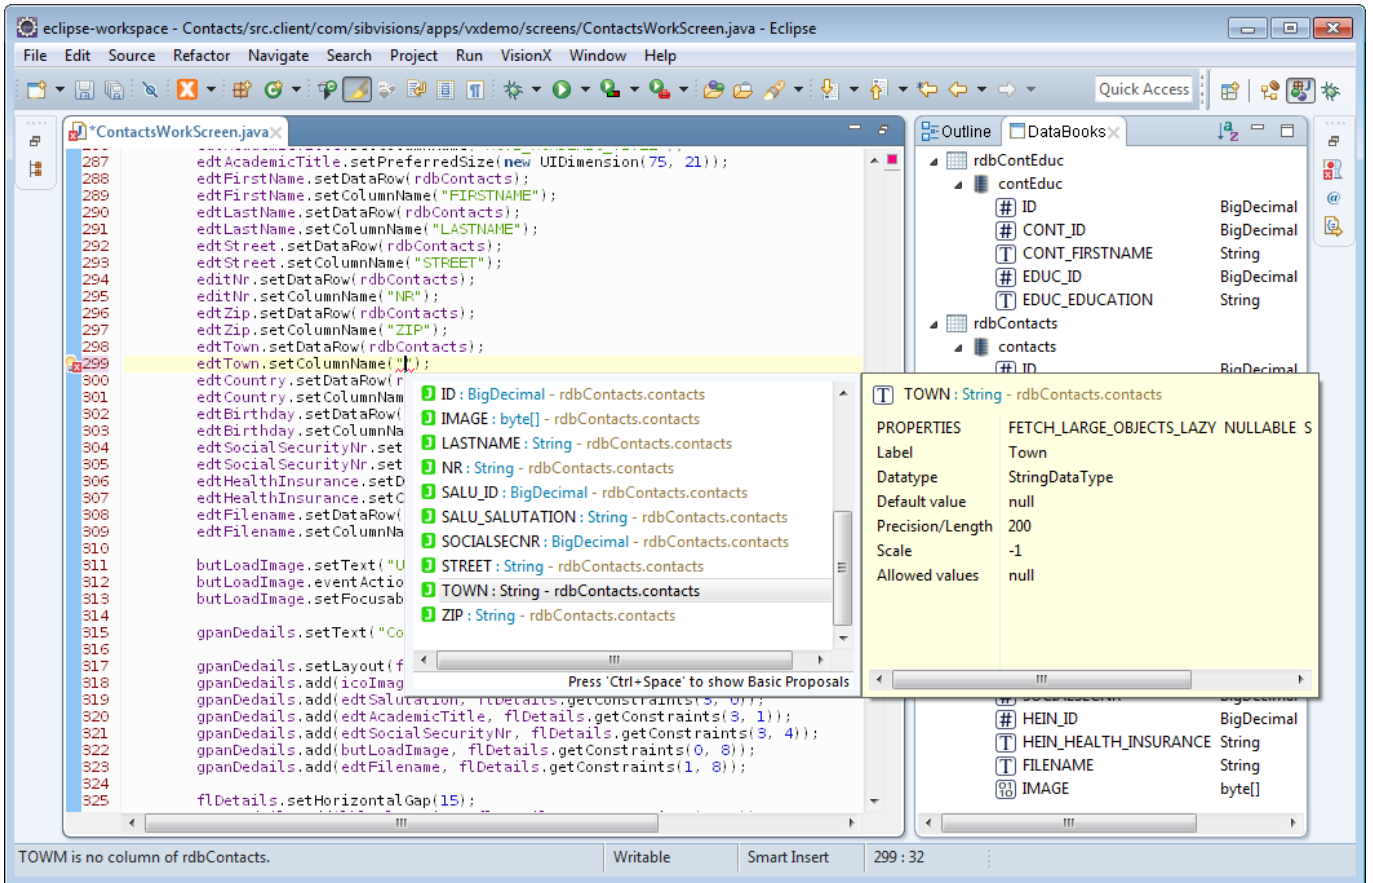 eclipse-workspace - Contacts/src.client/com/sibvisions/apps/vxdemo/screens/ContactsWorkScreen.java - Eclipse
File Edit Source Refactor Navigate Search Project Run VisionX Window Help
Quick Access
*ContactsWorkScreen.java
287 edtAcademicTitle.setPreferredSize(new UIDimension(75, 21));
288 edtFirstName.setDataRow(rdbContacts);
289 edtFirstName.setColumnName("FIRSTNAME");
290 edtLastName.setDataRow(rdbContacts);
291 edtLastName.setColumnName("LASTNAME");
292 edtStreet.setDataRow(rdbContacts);
293 edtStreet.setColumnName("STREET");
294 editNr.setDataRow(rdbContacts);
295 editNr.setColumnName("NR");
296 edtZip.setDataRow(rdbContacts);
297 edtZip.setColumnName("ZIP");
298 edtTown.setDataRow(rdbContacts);
299 edtTown.setColumnName("");
300 edtCountry.setDataRow(r
301 edtCountry.setColumnNam
302 edtBirthday.setDataRow(
303 edtBirthday.setColumnNa
304 edtSocialSecurityNr.set
305 edtSocialSecurityNr.set
306 edtHealthInsurance.setD
307 edtHealthInsurance.setC
308 edtFilename.setDataRow(
309 edtFilename.setColumnNa
310
311 butLoadImage.setText("U
312 butLoadImage.eventActio
313 butLoadImage.setFocusab
314
315 gpanDedails.setText("Co
316
317 gpanDedails.setLayout(f
318 gpanDedails.add(icoImag
319 gpanDedails.add(edtSalutation, flDetails.getConstraints(3, 0));
320 gpanDedails.add(edtAcademicTitle, flDetails.getConstraints(3, 1));
321 gpanDedails.add(edtSocialSecurityNr, flDetails.getConstraints(3, 4));
322 gpanDedails.add(butLoadImage, flDetails.getConstraints(0, 8));
323 gpanDedails.add(edtFilename, flDetails.getConstraints(1, 8));
324
325 flDetails.setHorizontalGap(15);
ID : BigDecimal - rdbContacts.contacts
IMAGE : byte[] - rdbContacts.contacts
LASTNAME : String - rdbContacts.contacts
NR : String - rdbContacts.contacts
SALU_ID : BigDecimal - rdbContacts.contacts
SALU_SALUTATION : String - rdbContacts.contacts
SOCIALSECNR : BigDecimal - rdbContacts.contacts
STREET : String - rdbContacts.contacts
TOWN : String - rdbContacts.contacts
ZIP : String - rdbContacts.contacts
Press 'Ctrl+Space' to show Basic Proposals
TOWN : String - rdbContacts.contacts
PROPERTIES FETCH_LARGE_OBJECTS_LAZY NULLABLE S
Label Town
Datatype StringDataType
Default value null
Precision/Length 200
Scale -1
Allowed values null
Outline DataBooks
rdbContEduc
contEduc
ID BigDecimal
CONT_ID BigDecimal
CONT_FIRSTNAME String
EDUC_ID BigDecimal
EDUC_EDUCATION String
rdbContacts
contacts
ID BigDecimal
SOCIALSECNR BigDecimal
HEIN_ID BigDecimal
HEIN_HEALTH_INSURANCE String
FILENAME String
IMAGE byte[]
TOWM is no column of rdbContacts.
Writable
Smart Insert
299 : 32